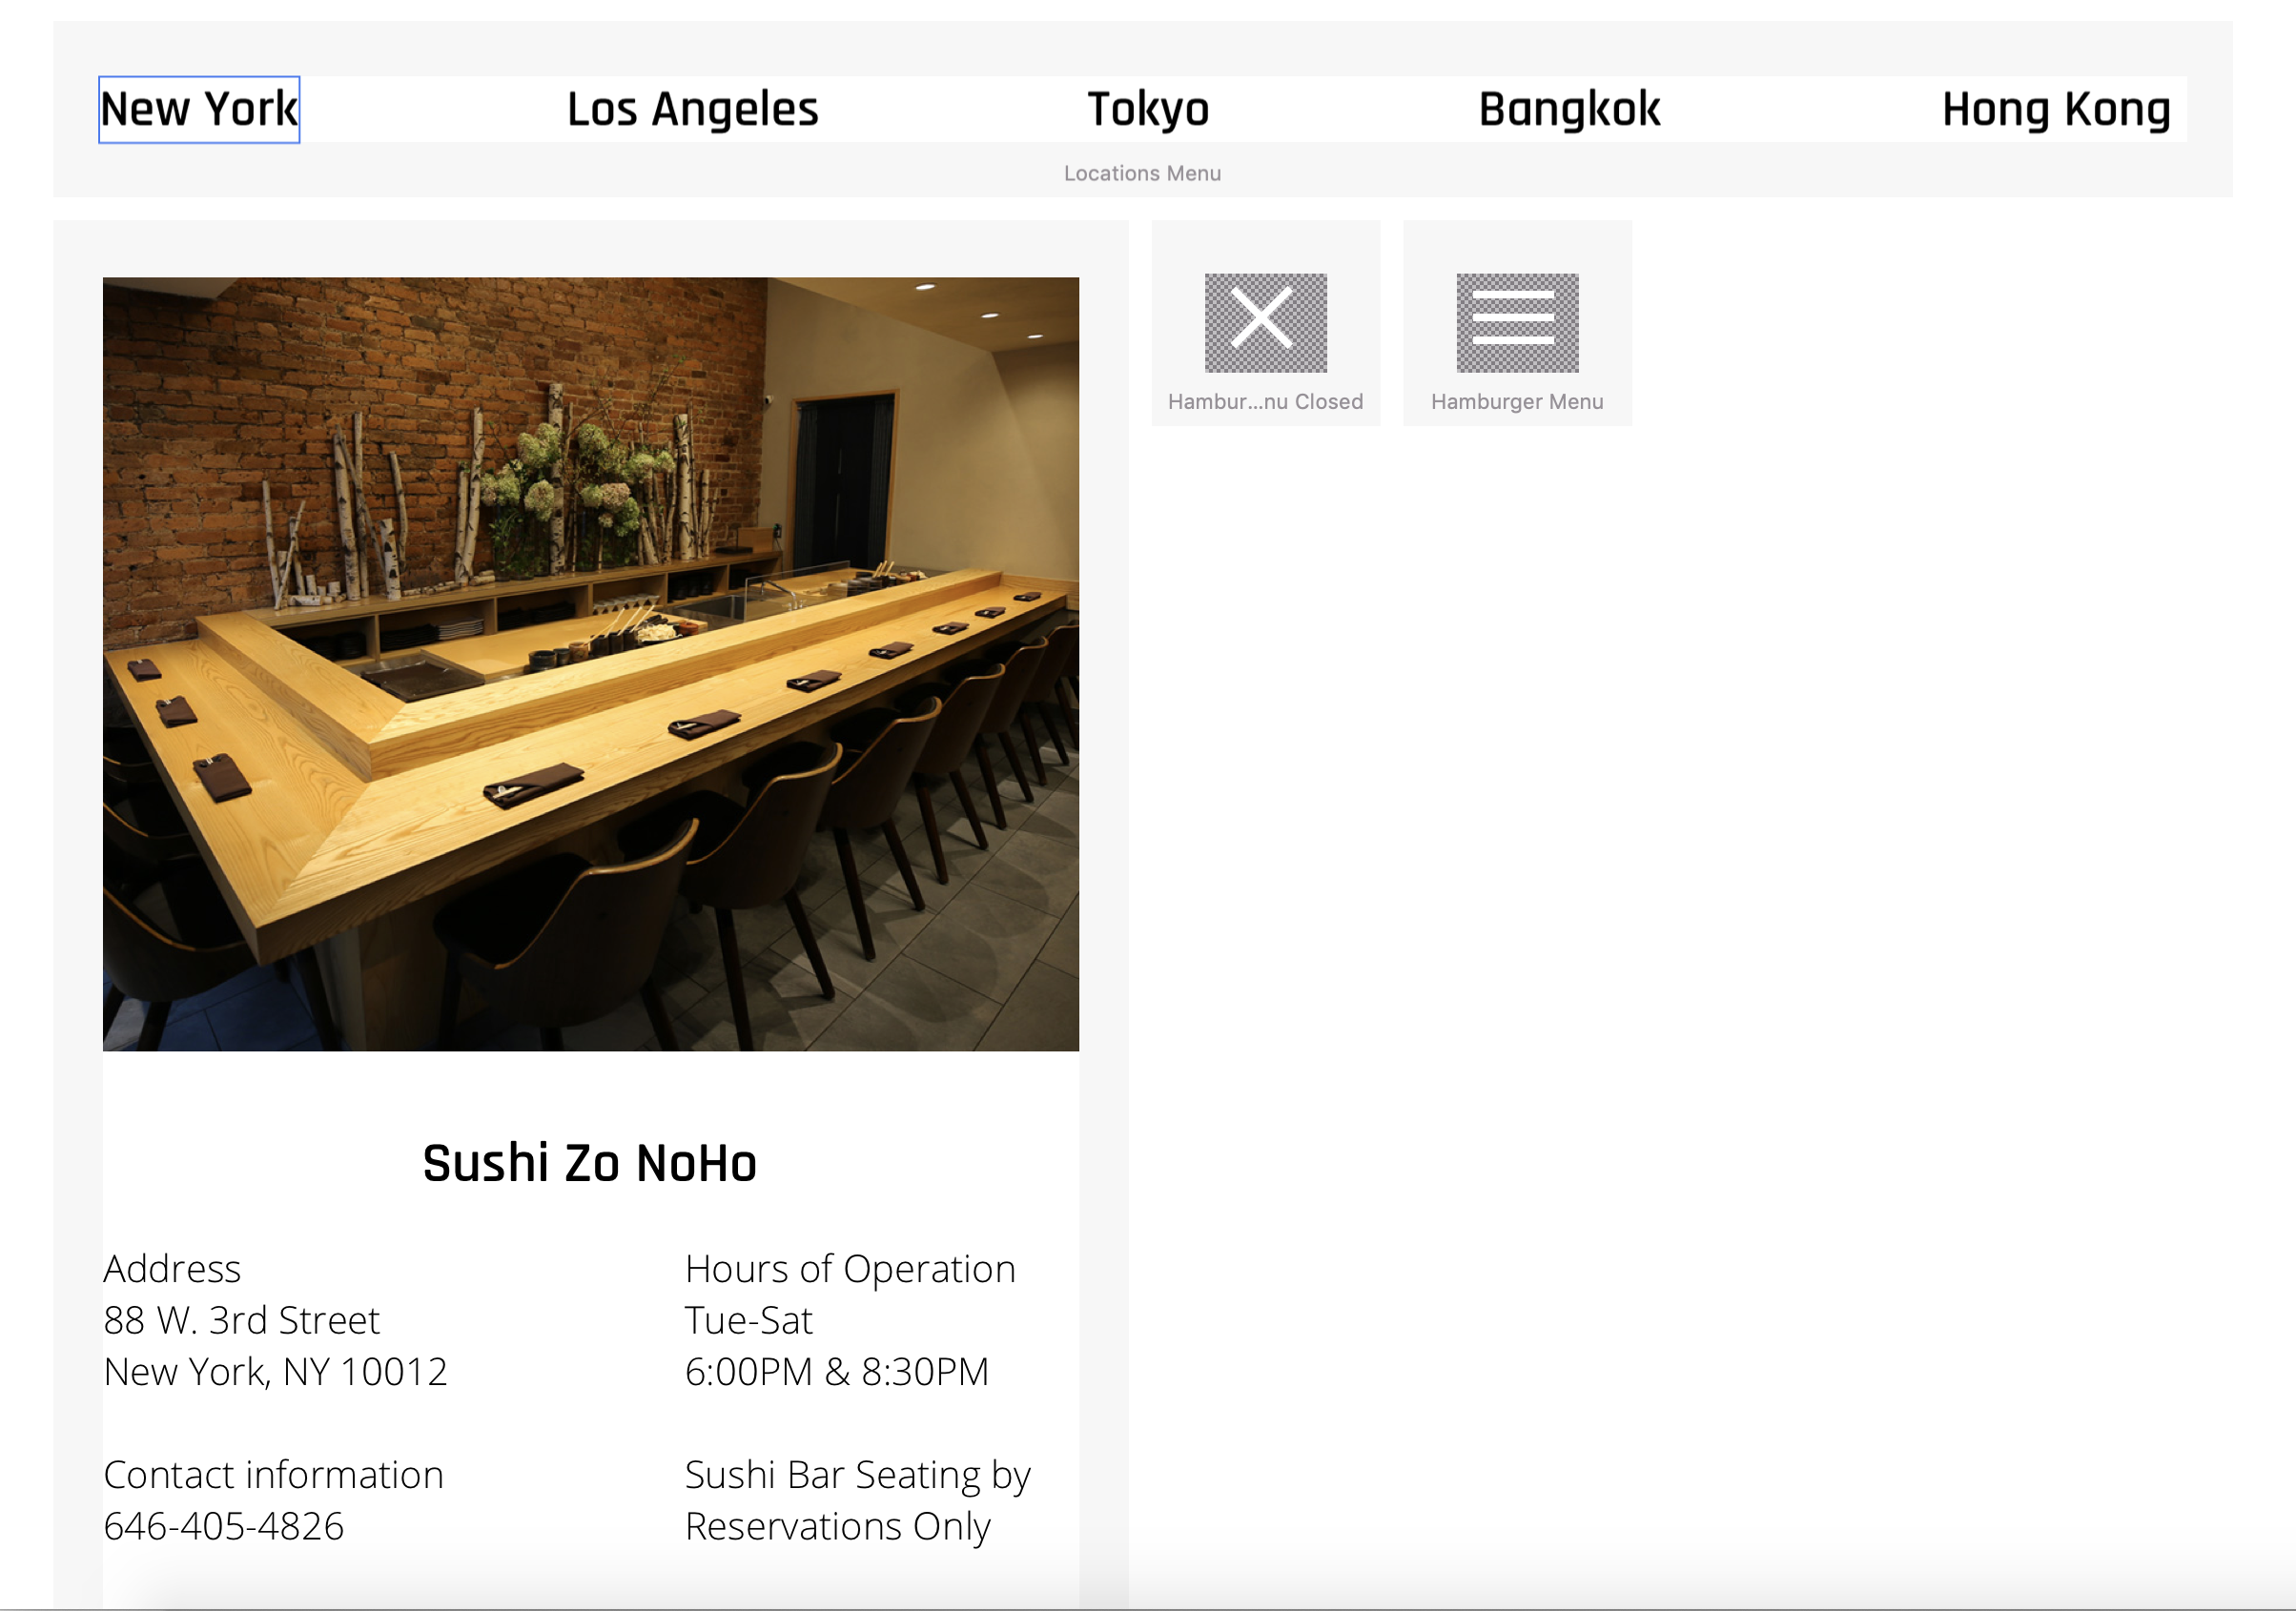 New York
Los Angeles
Tokyo
Bangkok
Hong Kong
Locations Menu
Hambur...nu Closed
Hamburger Menu
Sushi Zo NoHo
Address
88 W. 3rd Street
New York, NY 10012
Contact information
646-405-4826
Hours of Operation
Tue-Sat
6:00PM & 8:30PM
Sushi Bar Seating by
Reservations Only